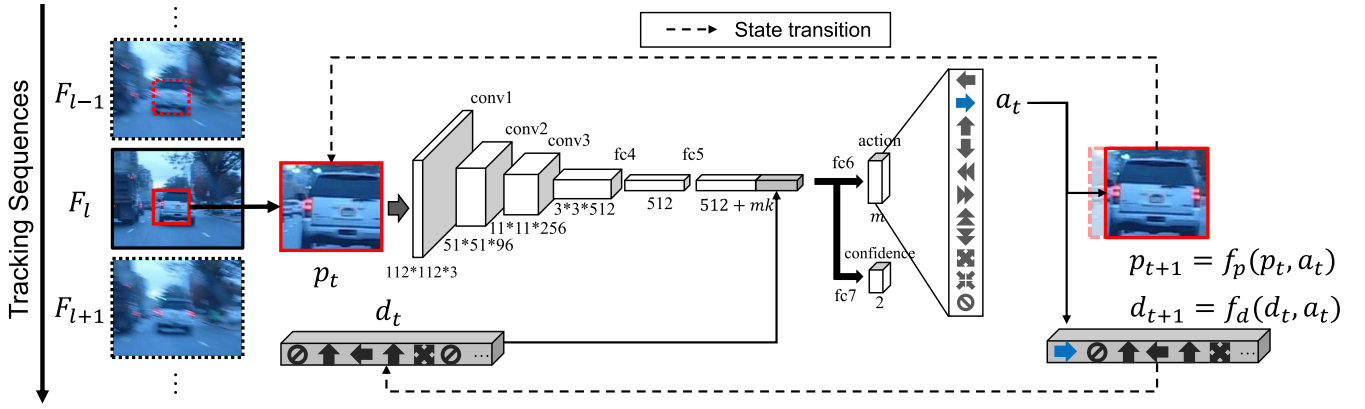 State transition
Tracking Sequences
⋮
F_{l−1}
F_l
F_{l+1}
⋮
p_t
d_t
...
conv1
conv2
conv3
fc4
fc5
112*112*3
51*51*96
11*11*256
3*3*512
512
512 + mk
fc6
fc7
action
m
confidence
2
a_t
p_{t+1} = f_p(p_t, a_t)
d_{t+1} = f_d(d_t, a_t)
...